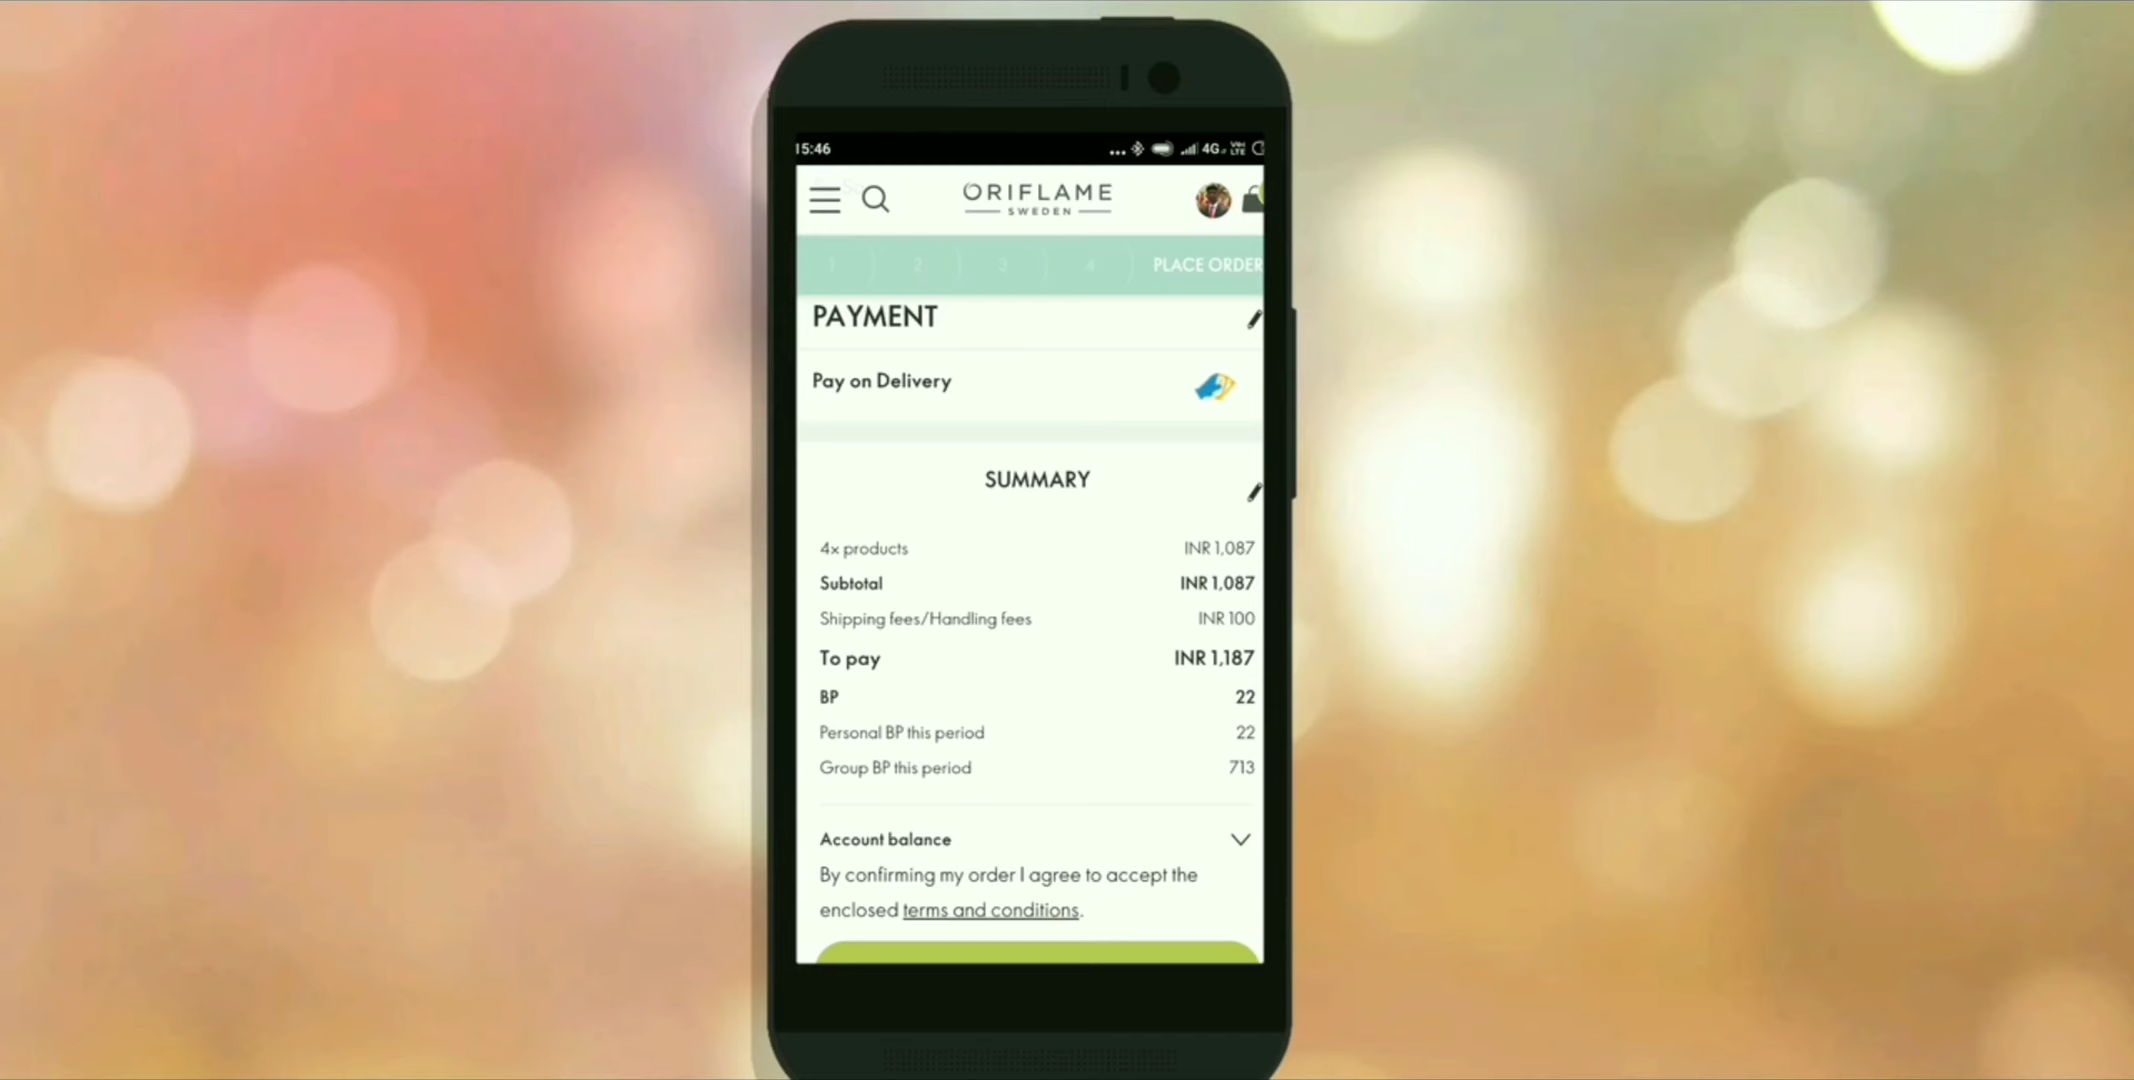 15:46
4G
VoLTE
ORIFLAME
SWEDEN
1 2 3 4 PLACE ORDER
PAYMENT
Pay on Delivery
SUMMARY
4x products INR 1,087
Subtotal INR 1,087
Shipping fees/Handling fees INR 100
To pay INR 1,187
BP 22
Personal BP this period 22
Group BP this period 713
Account balance
By confirming my order I agree to accept the
enclosed terms and conditions.